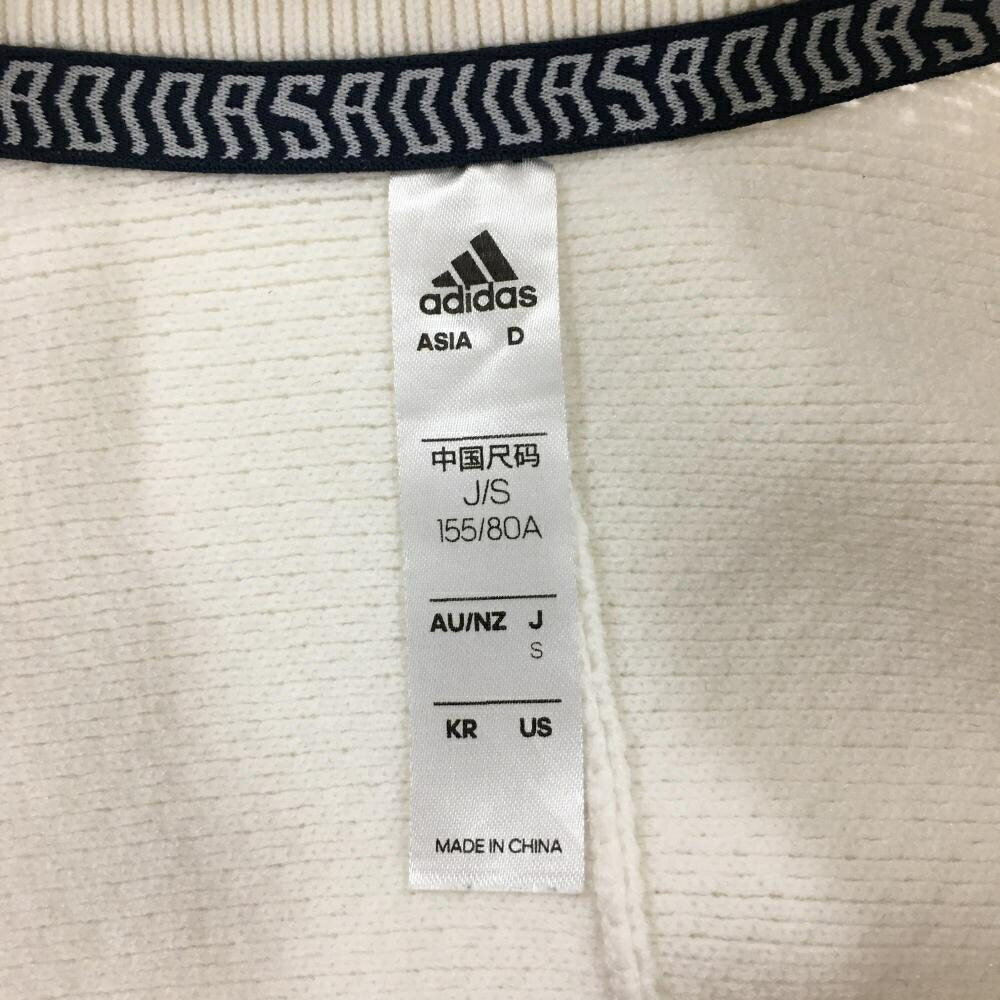 ADIDASADIDASADIDAS
adidas
ASIA D
中国尺码
J/S
155/80A
AU/NZ J
S
KR US
MADE IN CHINA